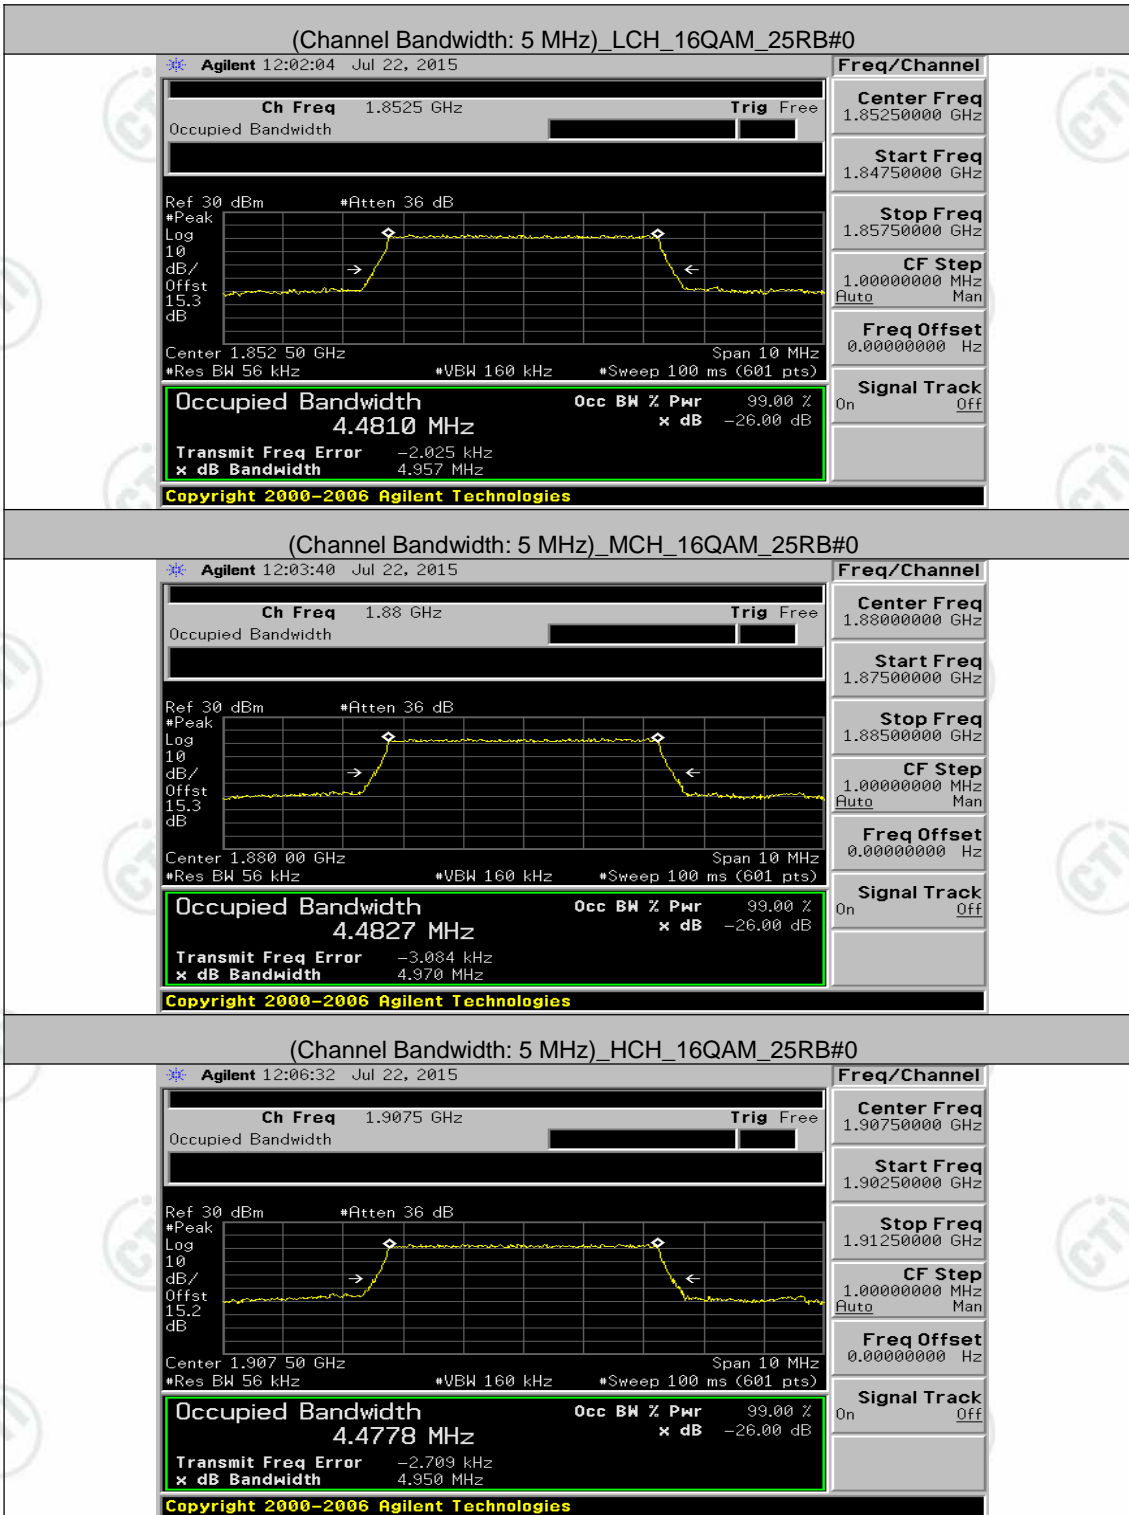 (Channel Bandwidth: 5 MHz)_LCH_16QAM_25RB#0
Agilent 12:02:04 Jul 22, 2015
Freq/Channel
Ch Freq 1.8525 GHz Trig Free
Occupied Bandwidth
Center Freq
1.85250000 GHz
Start Freq
1.84750000 GHz
Stop Freq
1.85750000 GHz
CF Step
1.00000000 MHz
Auto Man
Freq Offset
0.00000000 Hz
Signal Track
On Off
Ref 30 dBm #Atten 36 dB
#Peak
Log
10
dB/
Offst
15.3
dB
Center 1.852 50 GHz Span 10 MHz
#Res BW 56 kHz #VBW 160 kHz #Sweep 100 ms (601 pts)
Occupied Bandwidth Occ BW % Pwr 99.00 %
4.4810 MHz x dB -26.00 dB
Transmit Freq Error -2.025 kHz
x dB Bandwidth 4.957 MHz
Copyright 2000-2006 Agilent Technologies
(Channel Bandwidth: 5 MHz)_MCH_16QAM_25RB#0
Agilent 12:03:40 Jul 22, 2015
Freq/Channel
Ch Freq 1.88 GHz Trig Free
Occupied Bandwidth
Center Freq
1.88000000 GHz
Start Freq
1.87500000 GHz
Stop Freq
1.88500000 GHz
CF Step
1.00000000 MHz
Auto Man
Freq Offset
0.00000000 Hz
Signal Track
On Off
Ref 30 dBm #Atten 36 dB
#Peak
Log
10
dB/
Offst
15.3
dB
Center 1.880 00 GHz Span 10 MHz
#Res BW 56 kHz #VBW 160 kHz #Sweep 100 ms (601 pts)
Occupied Bandwidth Occ BW % Pwr 99.00 %
4.4827 MHz x dB -26.00 dB
Transmit Freq Error -3.084 kHz
x dB Bandwidth 4.970 MHz
Copyright 2000-2006 Agilent Technologies
(Channel Bandwidth: 5 MHz)_HCH_16QAM_25RB#0
Agilent 12:06:32 Jul 22, 2015
Freq/Channel
Ch Freq 1.9075 GHz Trig Free
Occupied Bandwidth
Center Freq
1.90750000 GHz
Start Freq
1.90250000 GHz
Stop Freq
1.91250000 GHz
CF Step
1.00000000 MHz
Auto Man
Freq Offset
0.00000000 Hz
Signal Track
On Off
Ref 30 dBm #Atten 36 dB
#Peak
Log
10
dB/
Offst
15.2
dB
Center 1.907 50 GHz Span 10 MHz
#Res BW 56 kHz #VBW 160 kHz #Sweep 100 ms (601 pts)
Occupied Bandwidth Occ BW % Pwr 99.00 %
4.4778 MHz x dB -26.00 dB
Transmit Freq Error -2.709 kHz
x dB Bandwidth 4.950 MHz
Copyright 2000-2006 Agilent Technologies
CTI
CTI
CTI
CTI
CTI
CTI
CTI
CTI